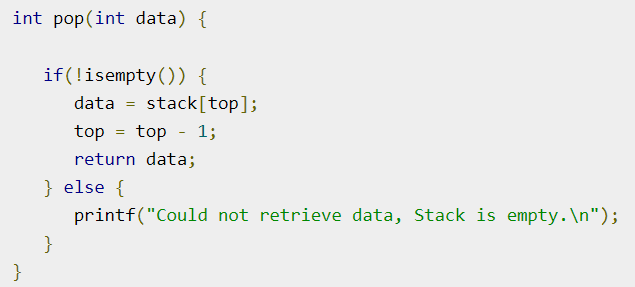 int pop(int data) {

   if(!isempty()) {
      data = stack[top];
      top = top - 1;
      return data;
   } else {
      printf("Could not retrieve data, Stack is empty.\n");
   }
}